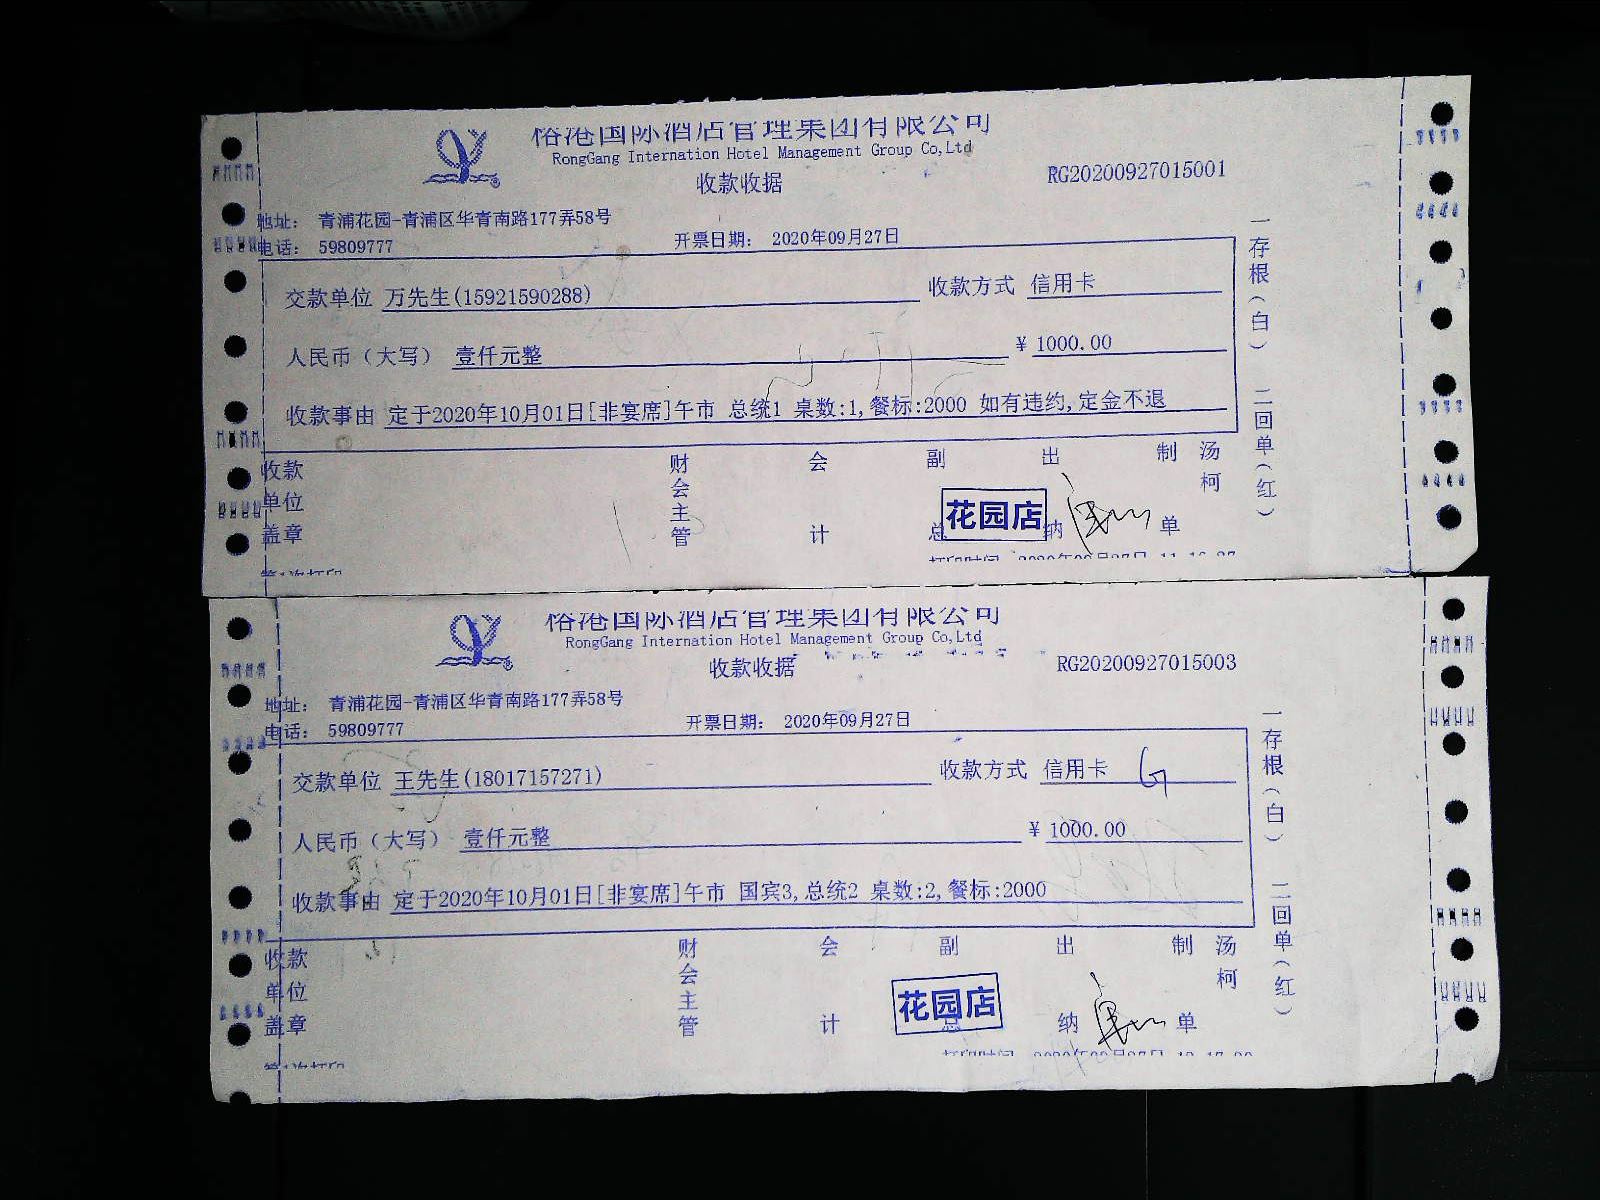 裕港国际酒店管理集团有限公司
RongGang International Hotel Management Group Co,Ltd
收款收据
RG20200927015001
地址： 青浦花园-青浦区华青南路177弄58号
电话： 59809777
开票日期： 2020年09月27日
交款单位 万先生(15921590288) 收款方式 信用卡
人民币（大写） 壹仟元整 ¥ 1000.00
收款事由 定于2020年10月01日[非宴席]午市 总统1 桌数:1,餐标:2000 如有违约,定金不退
收款单位盖章 财会主管 会计 副总 出纳 制单 汤柯
花园店
一存根（白） 二回单（红）
第1次打印
裕港国际酒店管理集团有限公司
RongGang International Hotel Management Group Co,Ltd
收款收据
RG20200927015003
地址： 青浦花园-青浦区华青南路177弄58号
电话： 59809777
开票日期： 2020年09月27日
交款单位 王先生(18017157271) 收款方式 信用卡 G
人民币（大写） 壹仟元整 ¥ 1000.00
收款事由 定于2020年10月01日[非宴席]午市 国宾3,总统2 桌数:2,餐标:2000
收款单位盖章 财会主管 会计 副总 出纳 制单 汤柯
花园店
一存根（白） 二回单（红）
第1次打印